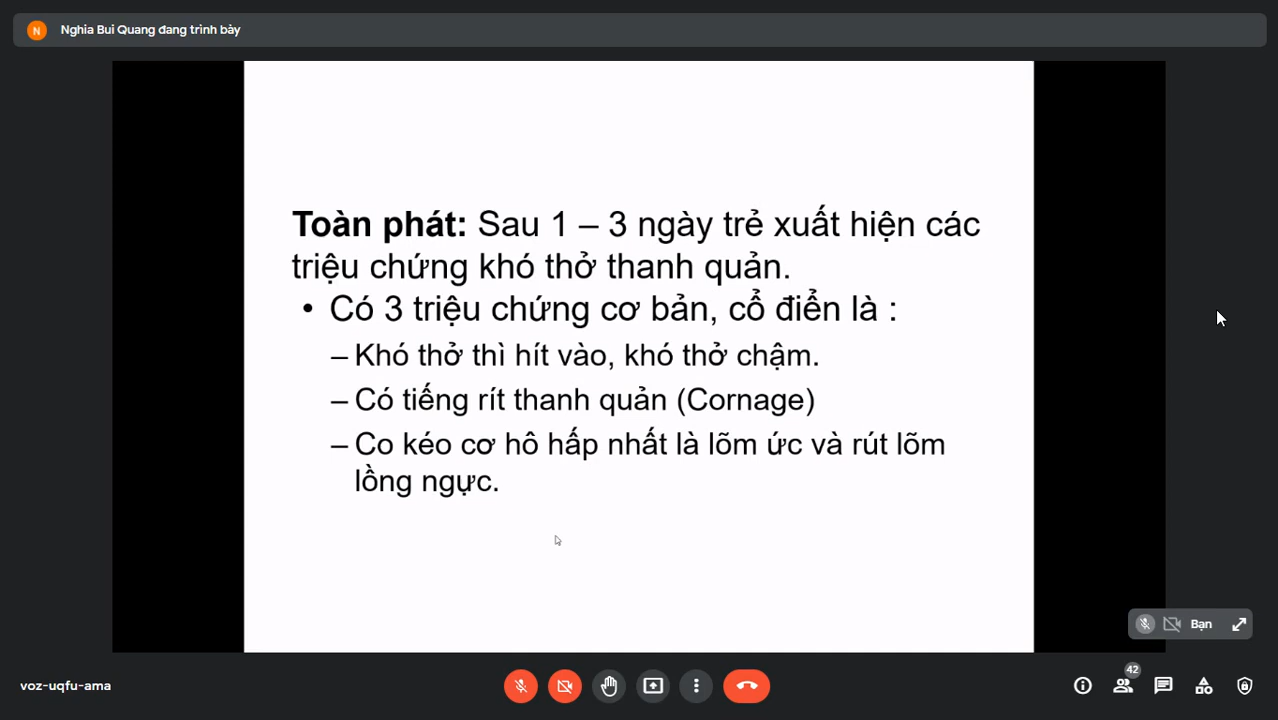 N
Nghia Bui Quang đang trình bày
Toàn phát: Sau 1 – 3 ngày trẻ xuất hiện các
triệu chứng khó thở thanh quản.
• Có 3 triệu chứng cơ bản, cổ điển là :
– Khó thở thì hít vào, khó thở chậm.
– Có tiếng rít thanh quản (Cornage)
– Co kéo cơ hô hấp nhất là lõm ức và rút lõm
lồng ngực.
Bạn
voz-uqfu-ama
42